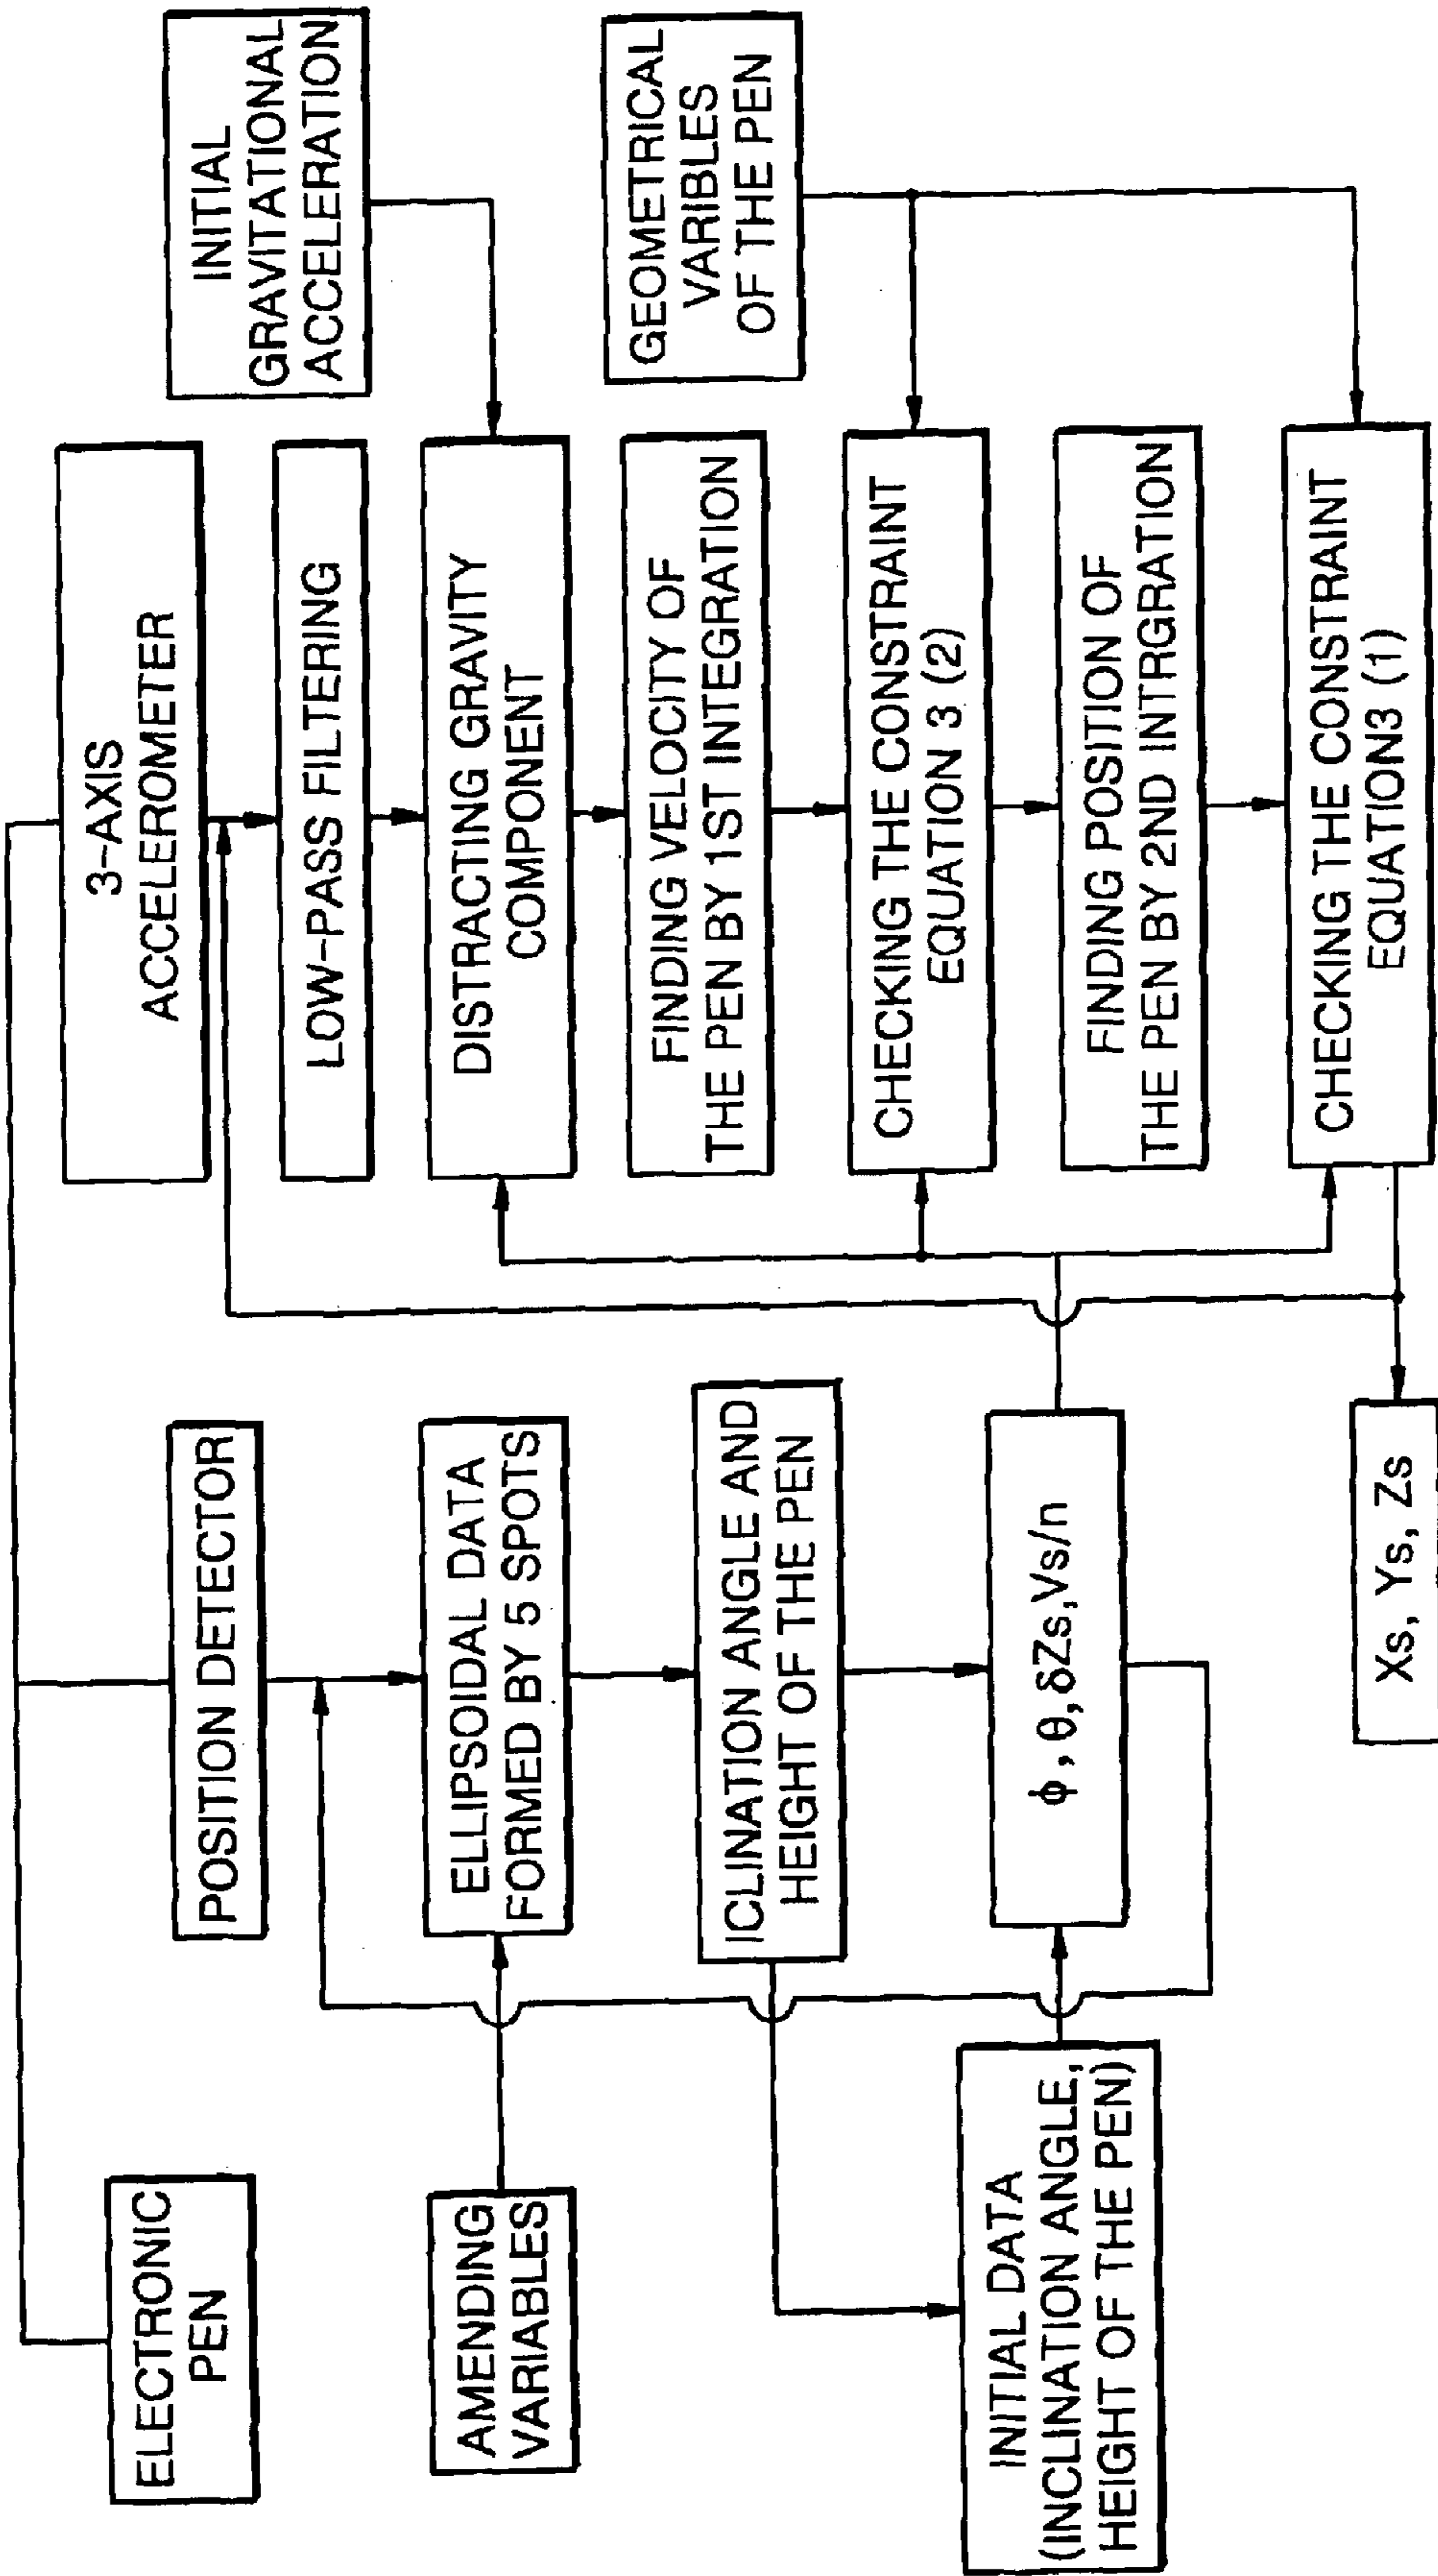 ELECTRONIC
PEN
POSITION DETECTOR
3-AXIS
ACCELEROMETER
INITIAL
GRAVITATIONAL
ACCELERATION
LOW-PASS FILTERING
AMENDING
VARIABLES
ELLIPSOIDAL DATA
FORMED BY 5 SPOTS
DISTRACTING GRAVITY
COMPONENT
ICLINATION ANGLE AND
HEIGHT OF THE PEN
FINDING VELOCITY OF
THE PEN BY 1ST INTEGRATION
GEOMETRICAL
VARIBLES
OF THE PEN
CHECKING THE CONSTRAINT
EQUATION 3 (2)
INITIAL DATA
(INCLINATION ANGLE,
HEIGHT OF THE PEN)
ϕ, θ, δZs, Vs/n
FINDING POSITION OF
THE PEN BY 2ND INTRGRATION
CHECKING THE CONSTRAINT
EQUATION3 (1)
Xs, Ys, Zs